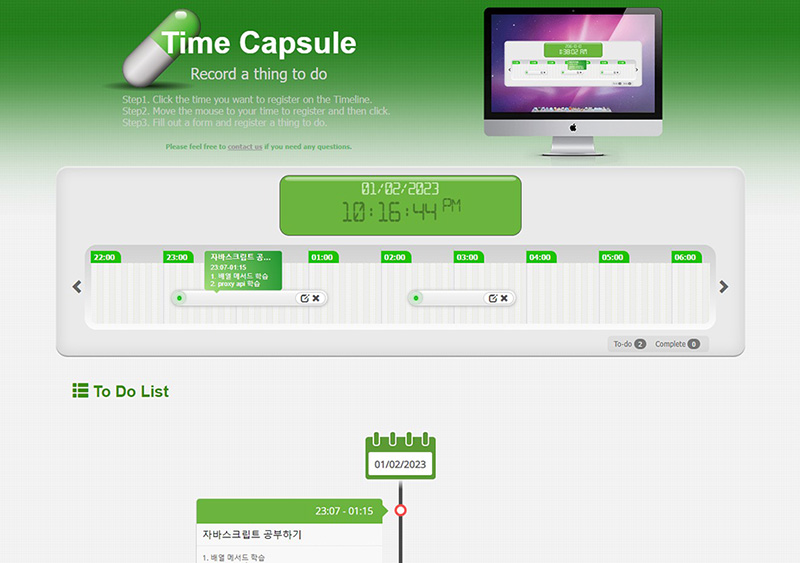 Time Capsule
Record a thing to do
Step1. Click the time you want to register on the Timeline.
Step2. Move the mouse to your time to register and then click.
Step3. Fill out a form and register a thing to do.
Please feel free to contact us if you need any questions.
01/02/2023
10:16:44 PM
22:00
23:00
자바스크립트 공...
23:07-01:15
1. 배열 메서드 학습
2. proxy api 학습
01:00
02:00
03:00
04:00
05:00
06:00
To-do 2
Complete 0
To Do List
01/02/2023
23:07 - 01:15
자바스크립트 공부하기
1. 배열 메서드 학습